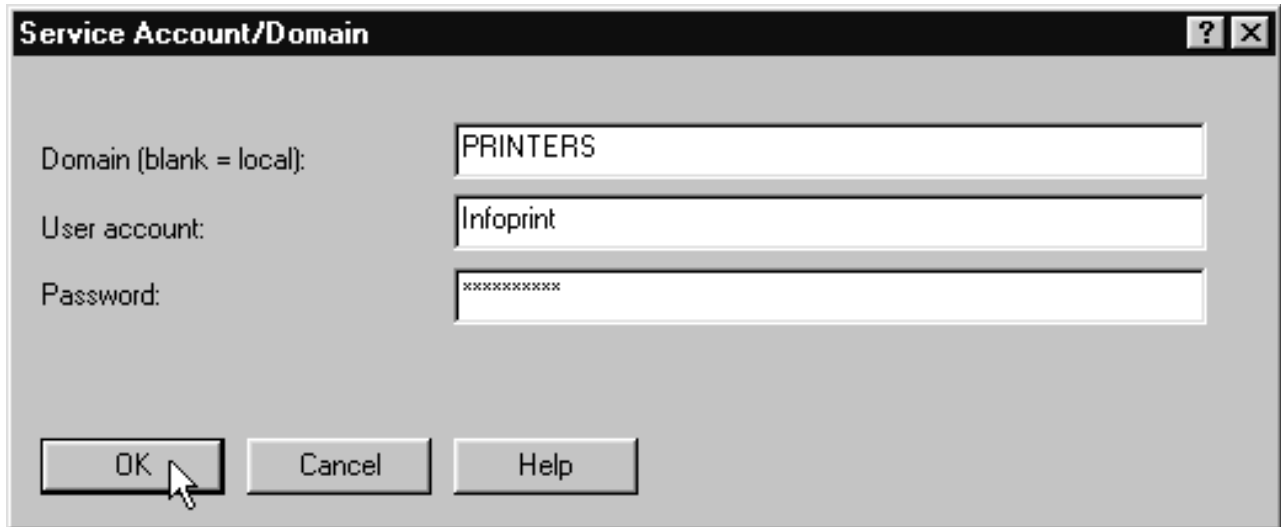 Service Account/Domain
Domain (blank = local): PRINTERS
User account: Infoprint
Password: **********
OK Cancel Help